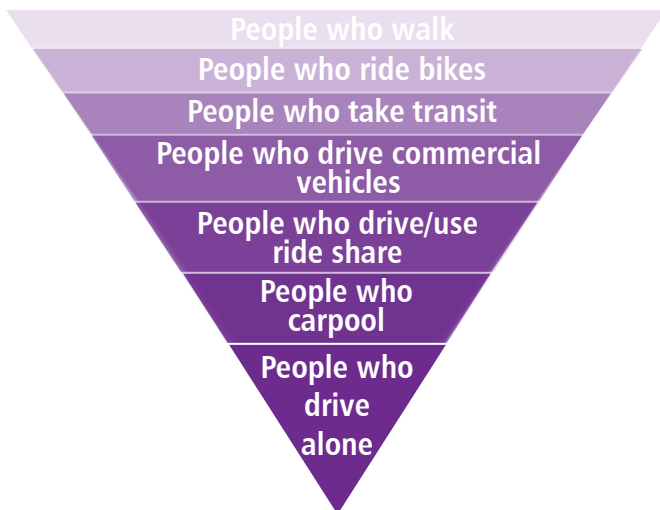 People who walk
People who ride bikes
People who take transit
People who drive commercial
vehicles
People who drive/use
ride share
People who
carpool
People who
drive
alone